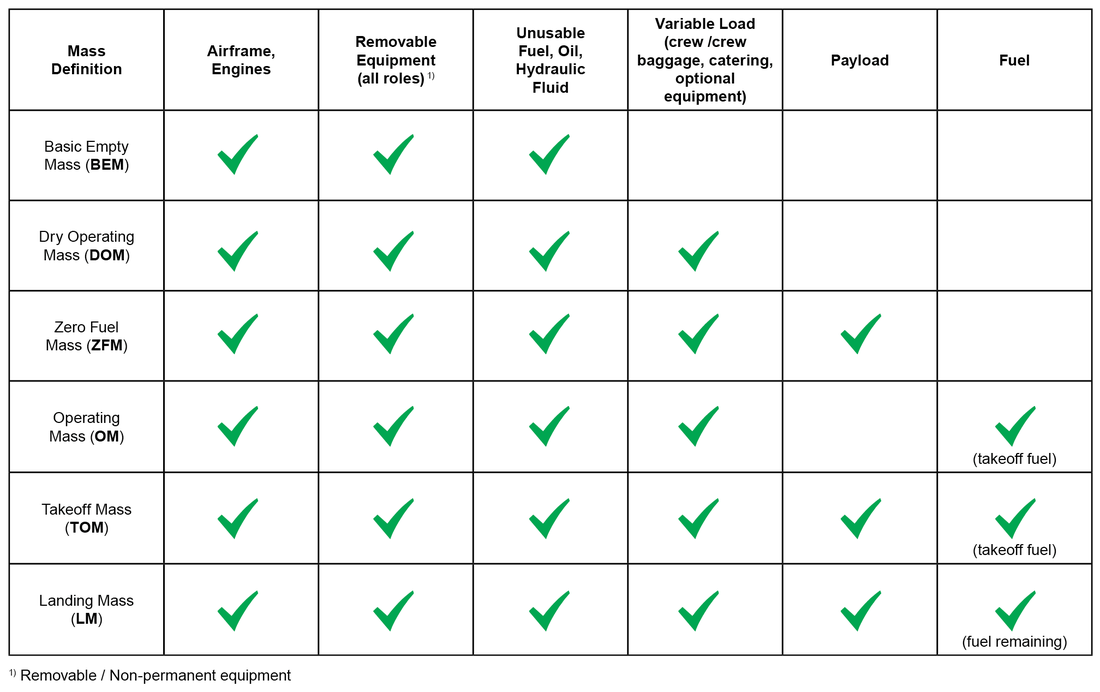 Mass
Definition
Airframe,
Engines
Removable
Equipment
(all roles) 1)
Unusable
Fuel, Oil,
Hydraulic
Fluid
Variable Load
(crew /crew
baggage, catering,
optional
equipment)
Payload
Fuel
Basic Empty
Mass (BEM)
Dry Operating
Mass (DOM)
Zero Fuel
Mass (ZFM)
Operating
Mass (OM)
(takeoff fuel)
Takeoff Mass
(TOM)
(takeoff fuel)
Landing Mass
(LM)
(fuel remaining)
1) Removable / Non-permanent equipment